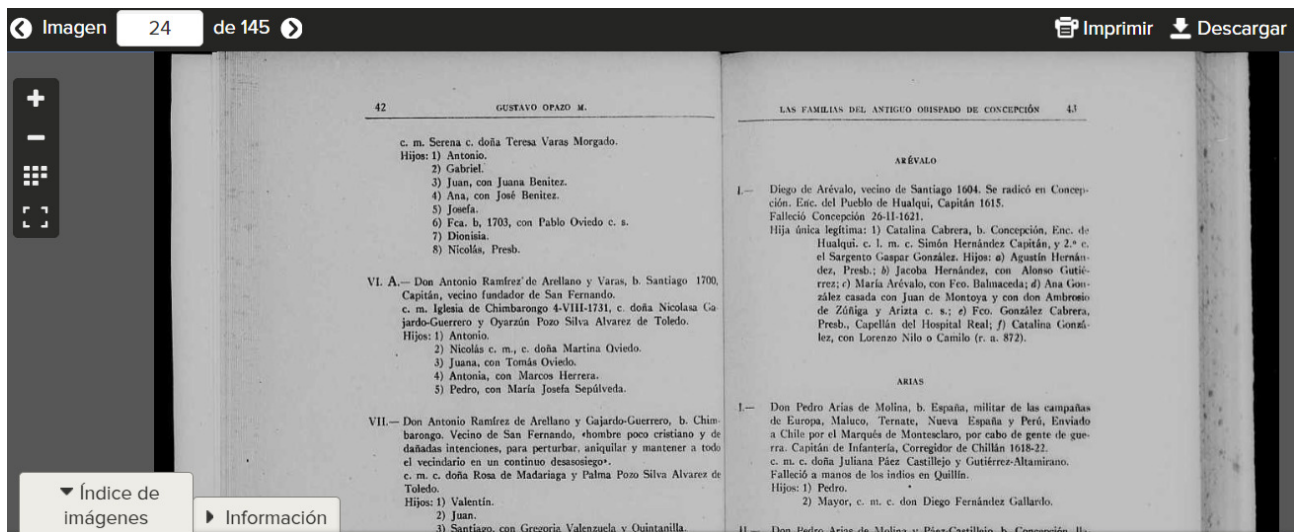 Imagen 24 de 145
Imprimir Descargar
42 GUSTAVO OPAZO M.
c. m. Serena c. doña Teresa Varas Morgado.
Hijos: 1) Antonio.
2) Gabriel.
3) Juan, con Juana Benitez.
4) Ana, con José Benitez.
5) Josefa.
6) Fca. b, 1703, con Pablo Oviedo c. s.
7) Dionisia.
8) Nicolás, Presb.
VI. A.— Don Antonio Ramírez de Arellano y Varas, b. Santiago 1700,
Capitán, vecino fundador de San Fernando.
c. m. Iglesia de Chimbarongo 4-VIII-1731, c. doña Nicolasa Ga-
jardo-Guerrero y Oyarzún Pozo Silva Alvarez de Toledo.
Hijos: 1) Antonio.
2) Nicolás c. m., c. doña Martina Oviedo.
3) Juana, con Tomás Oviedo.
4) Antonia, con Marcos Herrera.
5) Pedro, con María Josefa Sepúlveda.
VII.— Don Antonio Ramírez de Arellano y Gajardo-Guerrero, b. Chim-
barongo. Vecino de San Fernando, «hombre poco cristiano y de
dañadas intenciones, para perturbar, aniquilar y mantener a todo
el vecindario en un continuo desasosiego».
c. m. c. doña Rosa de Madariaga y Palma Pozo Silva Alvarez de
Toledo.
Hijos: 1) Valentín.
2) Juan.
3) Santiago, con Gregoria Valenzuela y Quintanilla.
LAS FAMILIAS DEL ANTIGUO OBISPADO DE CONCEPCIÓN 43
ARÉVALO
I.— Diego de Arévalo, vecino de Santiago 1604. Se radicó en Concep-
ción. Enc. del Pueblo de Hualqui, Capitán 1615.
Falleció Concepción 26-II-1621.
Hija única legítima: 1) Catalina Cabrera, b. Concepción, Enc. de
Hualqui. c. l. m. c. Simón Hernández Capitán, y 2.º c.
el Sargento Gaspar González. Hijos: a) Agustín Hernán-
dez, Presb.; b) Jacoba Hernández, con Alonso Gutié-
rrez; c) María Arévalo, con Fco. Balmaceda; d) Ana Gon-
zález casada con Juan de Montoya y con don Ambrosio
de Zúñiga y Arizta c. s.; e) Fco. González Cabrera,
Presb., Capellán del Hospital Real; f) Catalina Gonzá-
lez, con Lorenzo Nilo o Camilo (r. a. 872).
ARIAS
I.— Don Pedro Arias de Molina, b. España, militar de las campañas
de Europa, Maluco, Ternate, Nueva España y Perú, Enviado
a Chile por el Marqués de Montesclaro, por cabo de gente de gue-
rra. Capitán de Infantería, Corregidor de Chillán 1618-22.
c. m. c. doña Juliana Páez Castillejo y Gutiérrez-Altamirano.
Falleció a manos de los indios en Quillín.
Hijos: 1) Pedro.
2) Mayor, c. m. c. don Diego Fernández Gallardo.
II.— Don Pedro Arias de Molina y Páez-Castillejo, b. Concepción,
Índice de
imágenes
Información